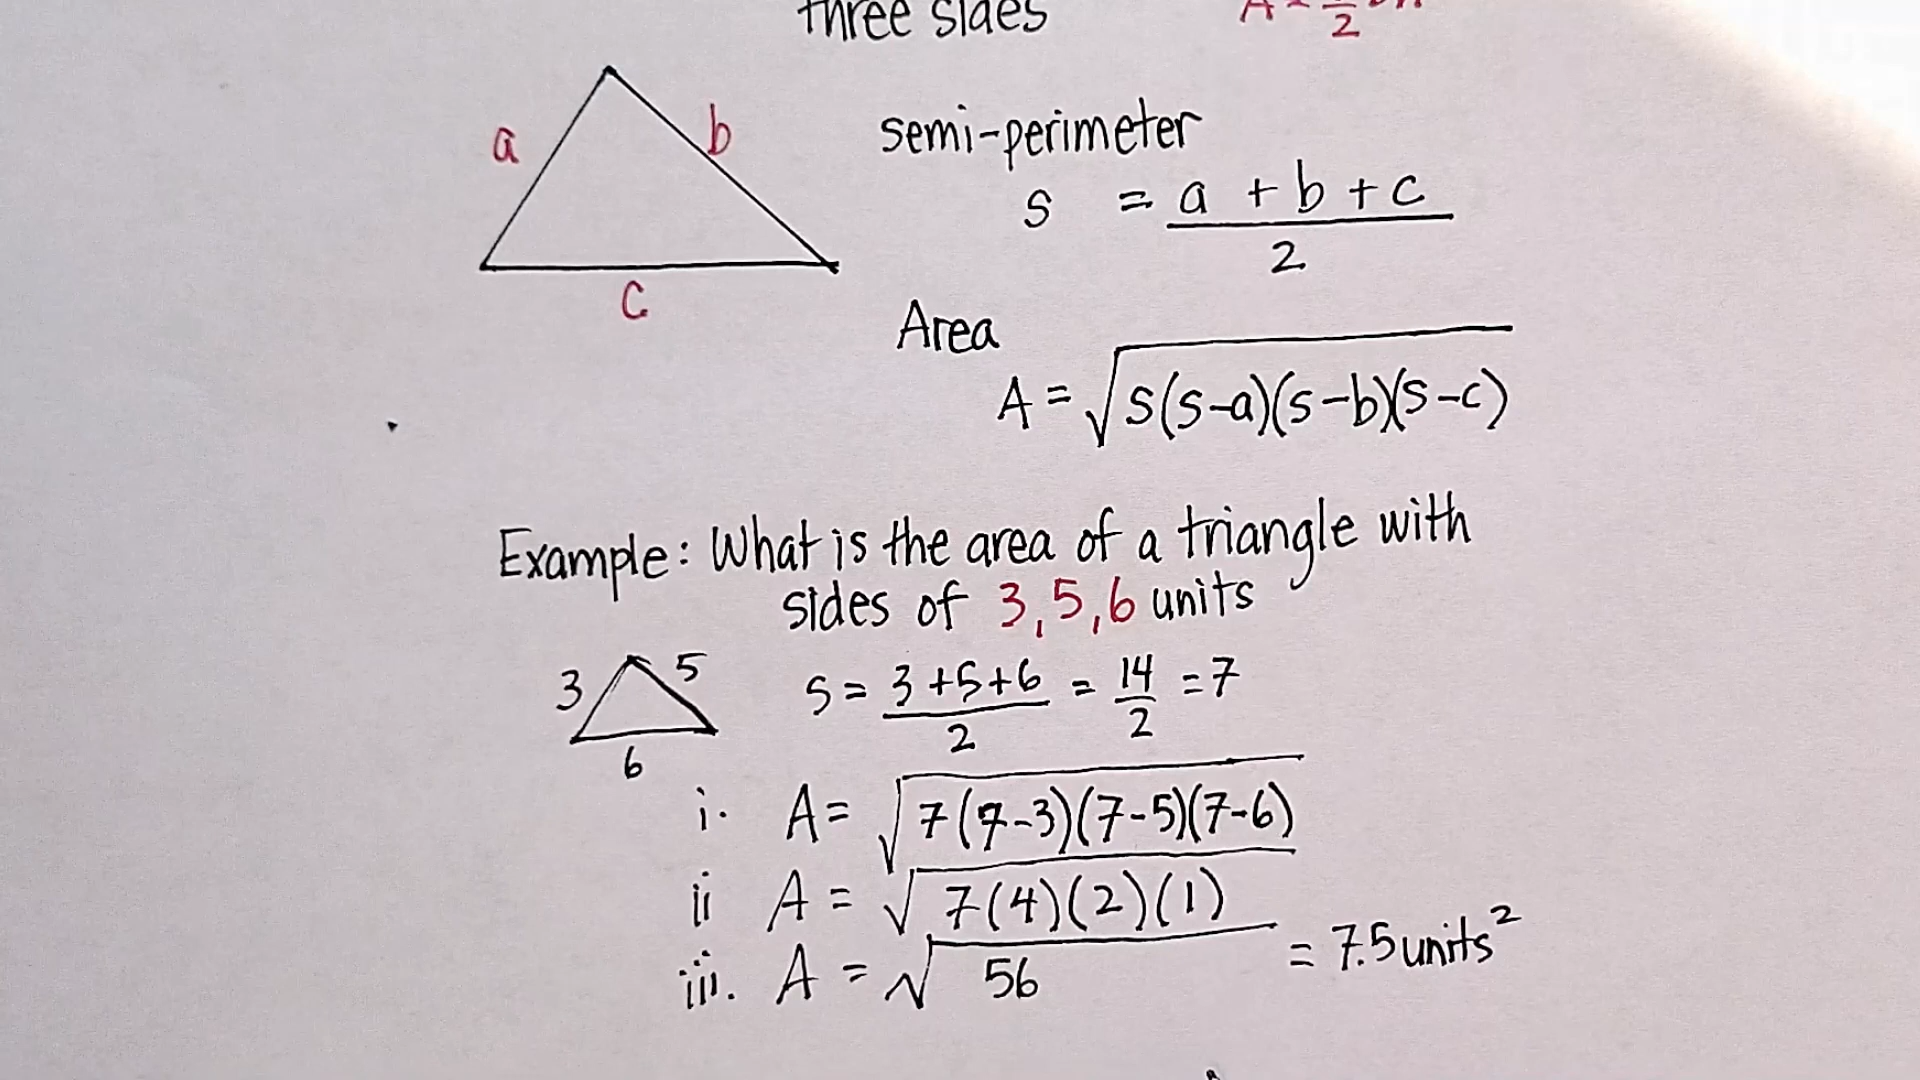 three sides
a
b
c
semi-perimeter
s = a + b + c
2
Area
A = √s(s-a)(s-b)(s-c)
Example: What is the area of a triangle with
sides of 3,5,6 units
3
5
6
s = 3+5+6 = 14 = 7
2 2
i. A = √7(7-3)(7-5)(7-6)
ii A = √7(4)(2)(1)
iii. A = √56 = 7.5 units²